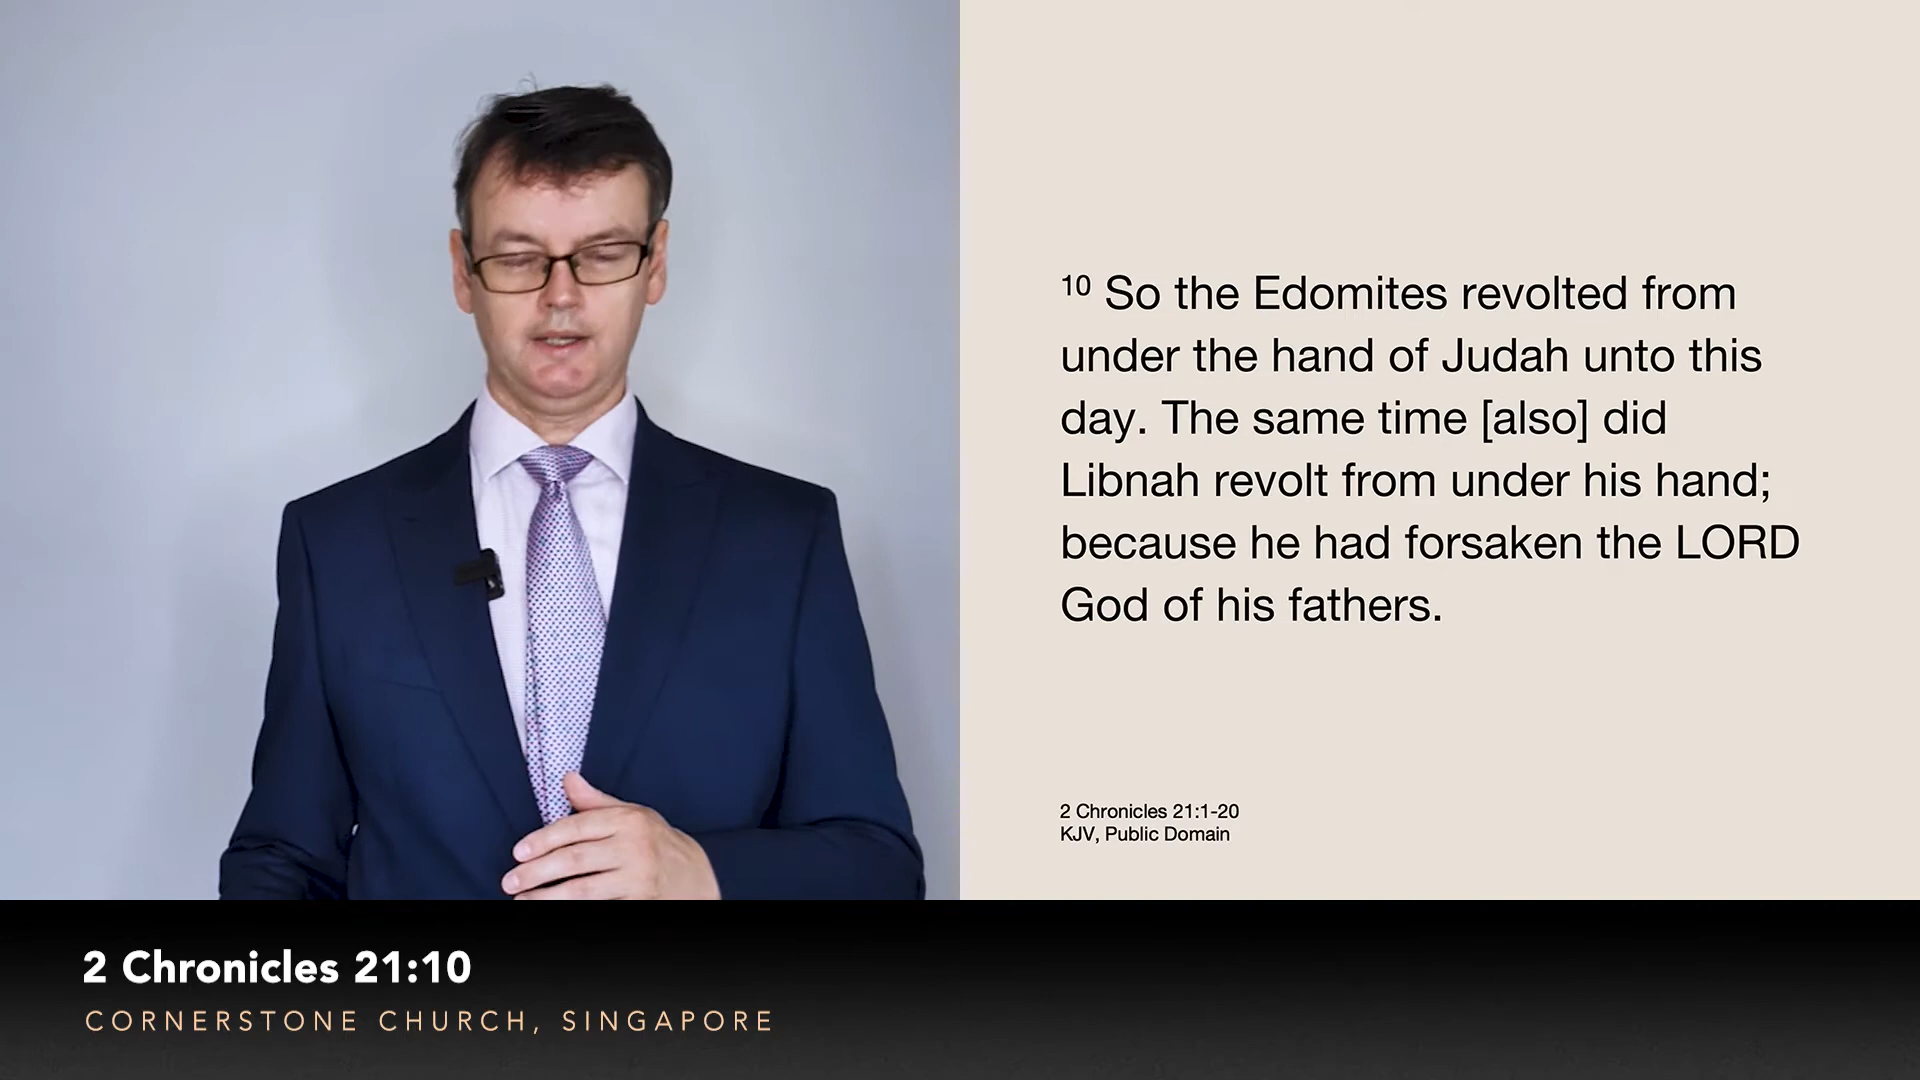 10 So the Edomites revolted from
under the hand of Judah unto this
day. The same time [also] did
Libnah revolt from under his hand;
because he had forsaken the LORD
God of his fathers.
2 Chronicles 21:1-20
KJV, Public Domain
2 Chronicles 21:10
CORNERSTONE CHURCH, SINGAPORE